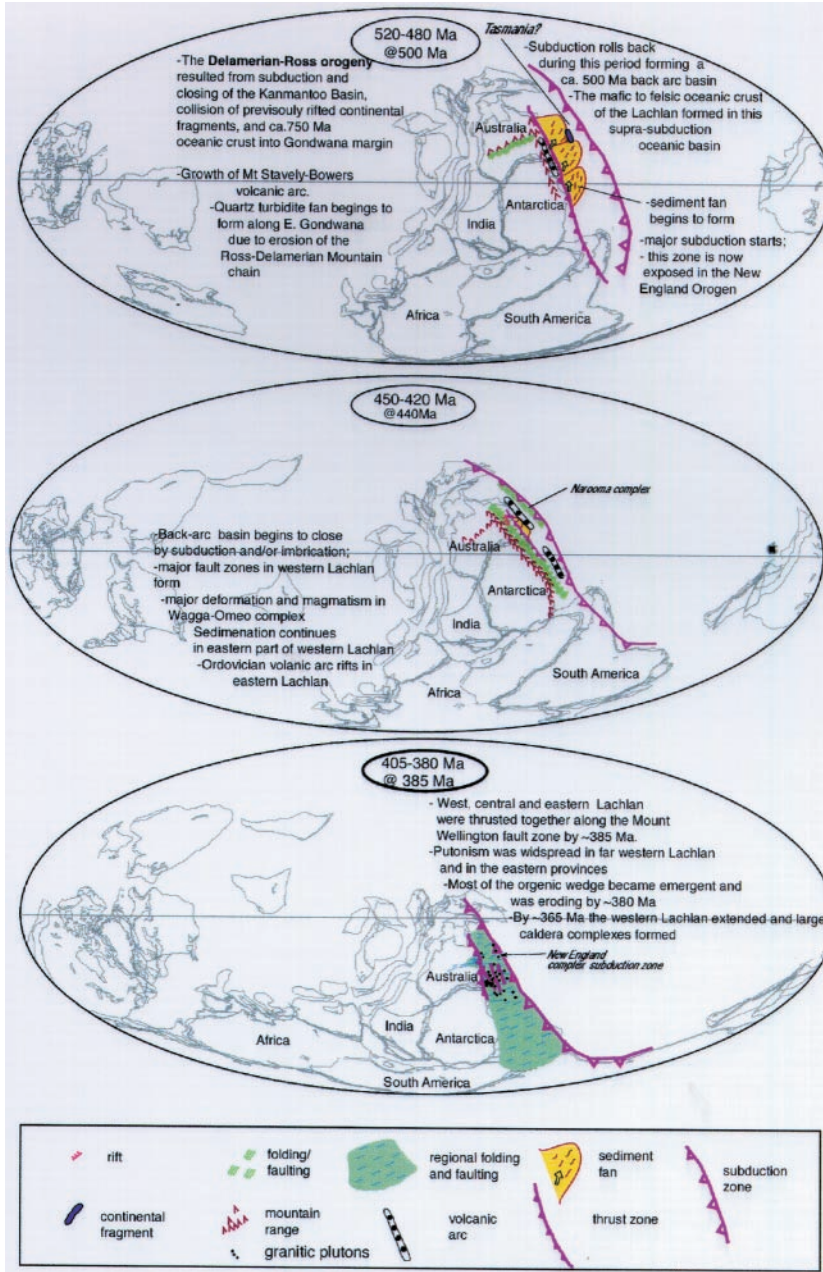 520-480 Ma
@500 Ma
Tasmania?
-The Delamerian-Ross orogeny
resulted from subduction and
closing of the Kanmantoo Basin,
collision of previsouly rifted continental
fragments, and ca.750 Ma
oceanic crust into Gondwana margin
-Growth of Mt Stavely-Bowers
volcanic arc.
-Quartz turbidite fan begings to
form along E. Gondwana
due to erosion of the
Ross-Delamerian Mountain
chain
-Subduction rolls back
during this period forming a
ca. 500 Ma back arc basin
-The mafic to felsic oceanic crust
of the Lachlan formed in this
supra-subduction
oceanic basin
-sediment fan
begins to form
-major subduction starts;
- this zone is now
exposed in the New
England Orogen
Australia
India
Antarctica
Africa
South America
450-420 Ma
@440Ma
Narooma complex
-Back-arc basin begins to close
by subduction and/or imbrication;
-major fault zones in western Lachlan
form
-major deformation and magmatism in
Wagga-Omeo complex
Sedimenation continues
in eastern part of western Lachlan
-Ordovician volanic arc rifts in
eastern Lachlan
Australia
Antarctica
India
South America
Africa
405-380 Ma
@ 385 Ma
- West, central and eastern Lachlan
were thrusted together along the Mount
Wellington fault zone by ~385 Ma.
-Putonism was widspread in far western Lachlan
and in the eastern provinces
-Most of the orgenic wedge became emergent and
was eroding by ~380 Ma
-By ~365 Ma the western Lachlan extended and large
caldera complexes formed
New England
complex subduction zone
Australia
India
Africa
Antarctica
South America
rift
folding/
faulting
regional folding
and faulting
sediment
fan
subduction
zone
continental
fragment
mountain
range
volcanic
arc
thrust zone
granitic plutons